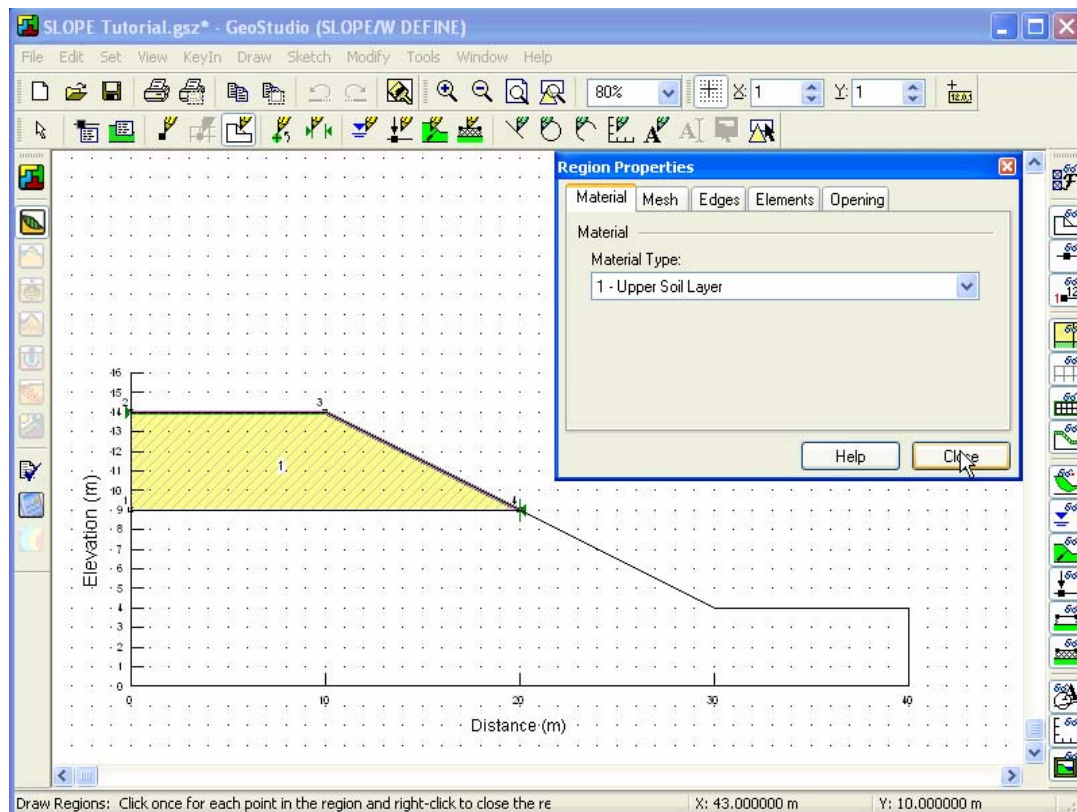 SLOPE Tutorial.gsz* - GeoStudio (SLOPE/W DEFINE)
File Edit Set View KeyIn Draw Sketch Modify Tools Window Help
80% X: 1 Y: 1
Region Properties
Material Mesh Edges Elements Opening
Material
Material Type:
1 - Upper Soil Layer
Help Close
16
15
14
13
12
11
10
9
8
7
6
5
4
3
2
1
0
2 3
1
1 4
Elevation (m)
0 10 20 30 40
Distance (m)
Draw Regions: Click once for each point in the region and right-click to close the re X: 43.000000 m Y: 10.000000 m